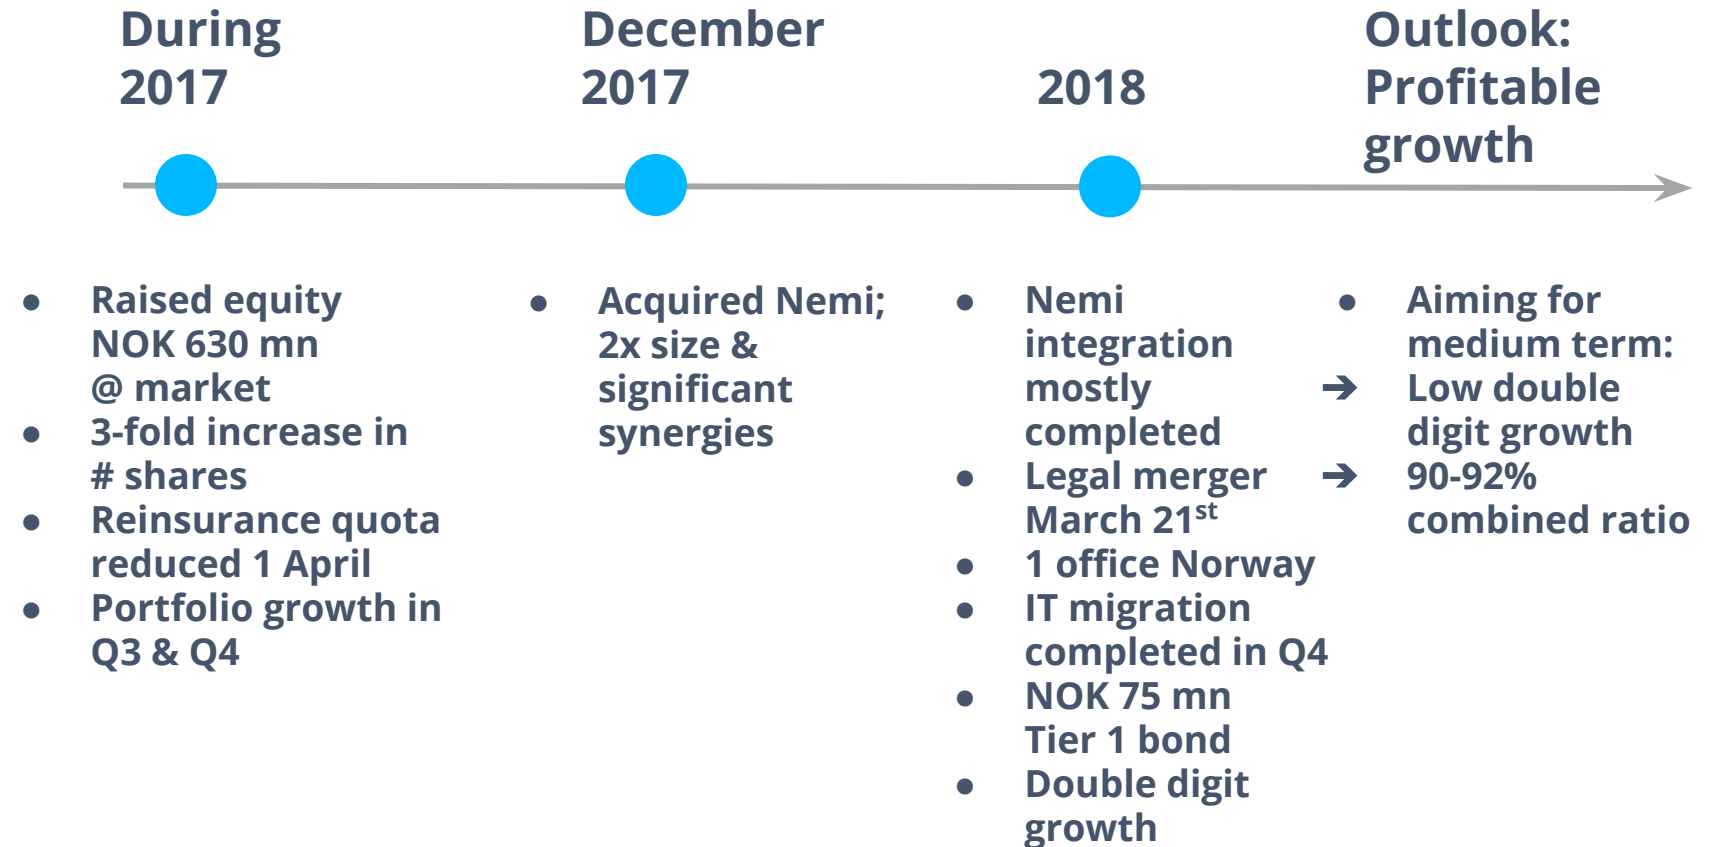 During
2017
December
2017
2018
Outlook:
Profitable
growth
● Raised equity
NOK 630 mn
@ market
● 3-fold increase in
# shares
● Reinsurance quota
reduced 1 April
● Portfolio growth in
Q3 & Q4
● Acquired Nemi;
2x size &
significant
synergies
● Nemi
integration
mostly
completed
● Legal merger
March 21st
● 1 office Norway
● IT migration
completed in Q4
● NOK 75 mn
Tier 1 bond
● Double digit
growth
● Aiming for
medium term:
➔ Low double
digit growth
➔ 90-92%
combined ratio